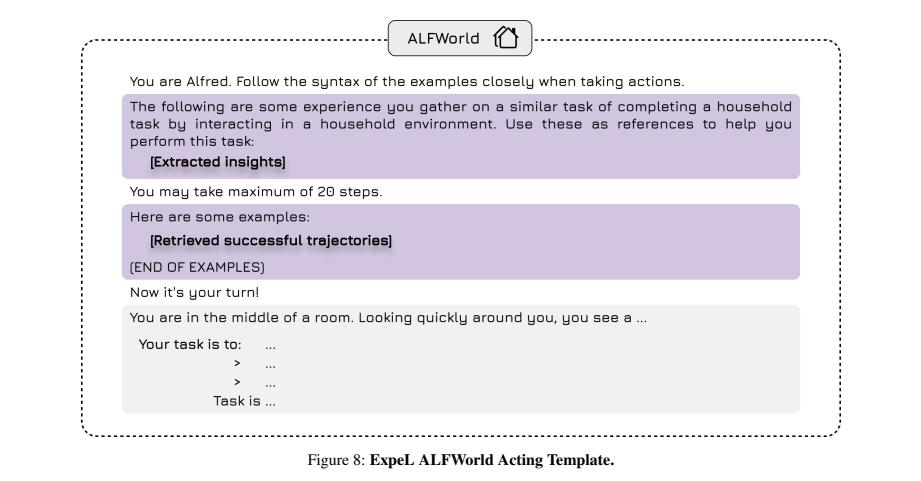 ALFWorld
You are Alfred. Follow the syntax of the examples closely when taking actions.
The following are some experience you gather on a similar task of completing a household
task by interacting in a household environment. Use these as references to help you
perform this task:
[Extracted insights]
You may take maximum of 20 steps.
Here are some examples:
[Retrieved successful trajectories]
(END OF EXAMPLES)
Now it's your turn!
You are in the middle of a room. Looking quickly around you, you see a ...
Your task is to: ...
> ...
> ...
Task is ...
Figure 8: ExpeL ALFWorld Acting Template.